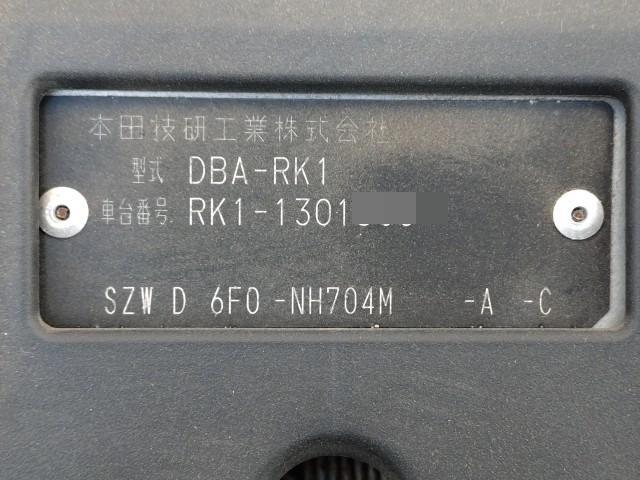 本田技研工業株式会社
型式 DBA-RK1
車台番号 RK1-1301
SZW D 6F0 -NH704M -A -C